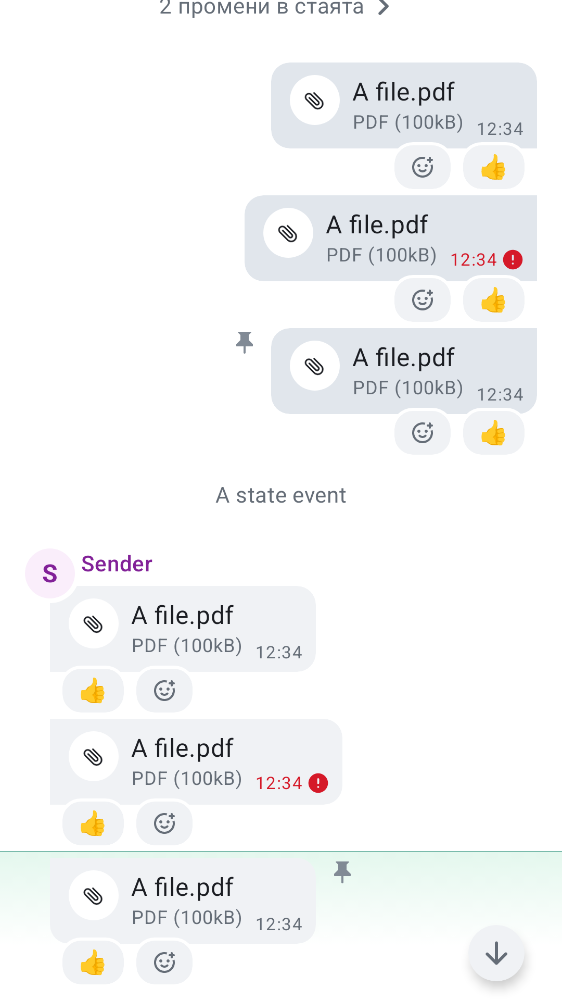 2 промени в стаята
A file.pdf
PDF (100kB) 12:34
A file.pdf
PDF (100kB) 12:34
A file.pdf
PDF (100kB) 12:34
A state event
S Sender
A file.pdf
PDF (100kB) 12:34
A file.pdf
PDF (100kB) 12:34
A file.pdf
PDF (100kB) 12:34